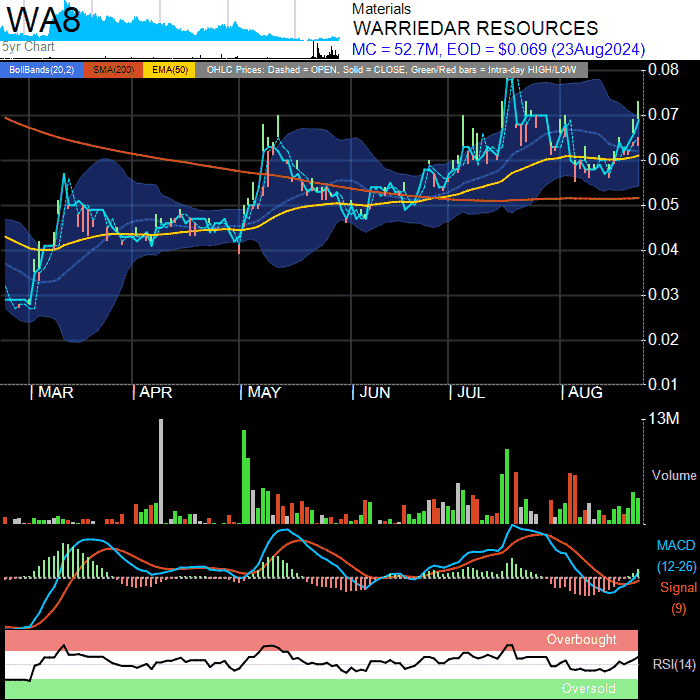 WA8
5yr Chart
Materials
WARRIEDAR RESOURCES
MC = 52.7M, EOD = $0.069 (23Aug2024)
BollBands(20,2) SMA(200) EMA(50) OHLC Prices: Dashed = OPEN, Solid = CLOSE, Green/Red bars = Intra-day HIGH/LOW
0.08
0.07
0.06
0.05
0.04
0.03
0.02
0.01
MAR APR MAY JUN JUL AUG
13M
Volume
MACD
(12-26)
Signal
(9)
Overbought
RSI(14)
Oversold